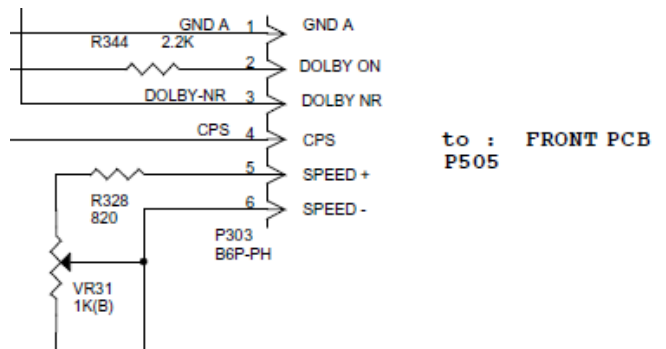 GND A 1 GND A
R344 2.2K
2 DOLBY ON
DOLBY-NR 3 DOLBY NR
CPS 4 CPS
to : FRONT PCB
P505
5 SPEED +
R328
820
6 SPEED -
P303
B6P-PH
VR31
1K(B)